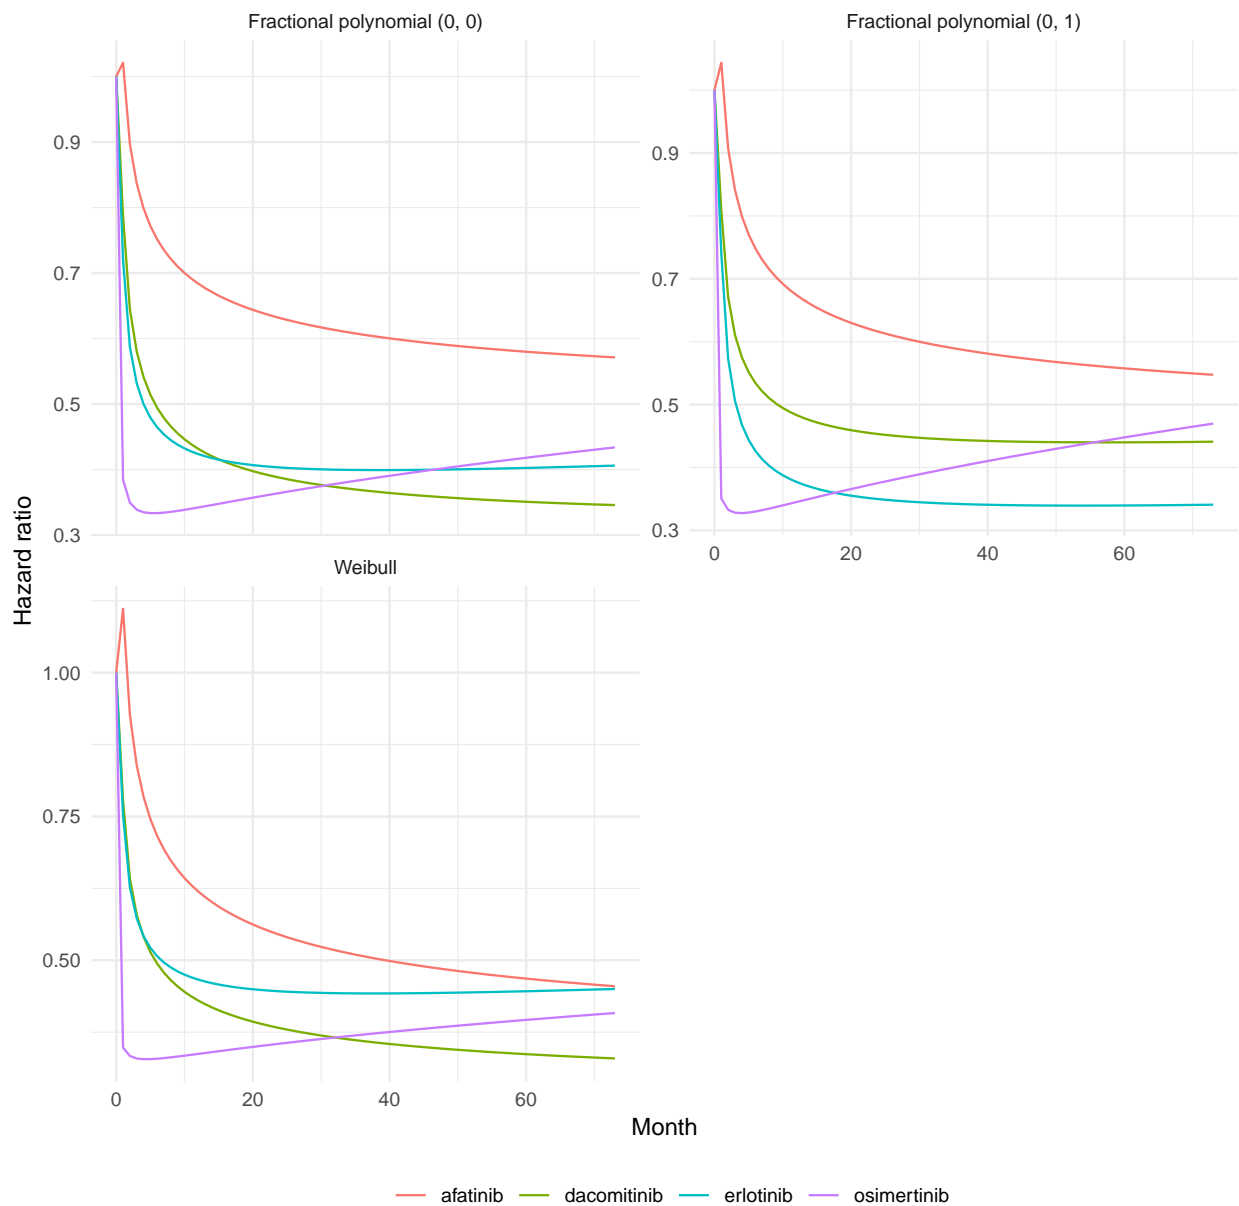 Fractional polynomial (0, 0)
Fractional polynomial (0, 1)
0.9
0.7
0.5
0.3
0.9
0.7
0.5
0.3
0 20 40 60
Weibull
Hazard ratio
1.00
0.75
0.50
0 20 40 60
Month
afatinib dacomitinib erlotinib osimertinib